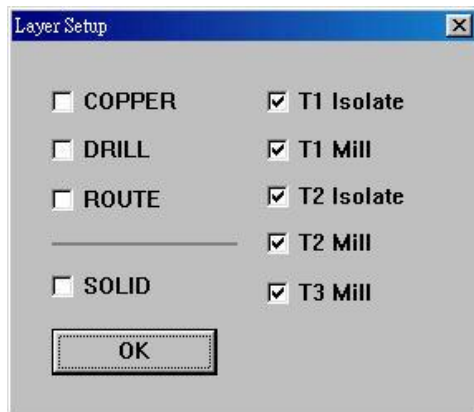 Layer Setup
COPPER
DRILL
ROUTE
SOLID
OK
T1 Isolate
T1 Mill
T2 Isolate
T2 Mill
T3 Mill